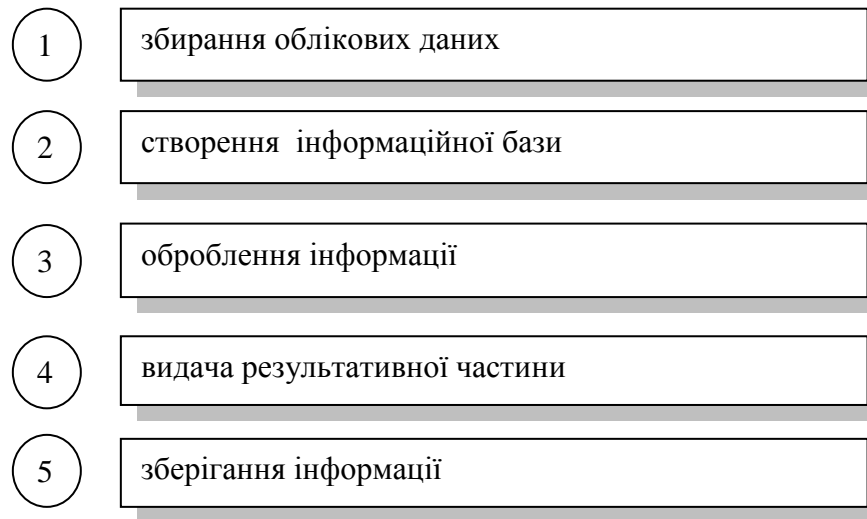 1 збирання облікових даних
2 створення інформаційної бази
3 оброблення інформації
4 видача результативної частини
5 зберігання інформації